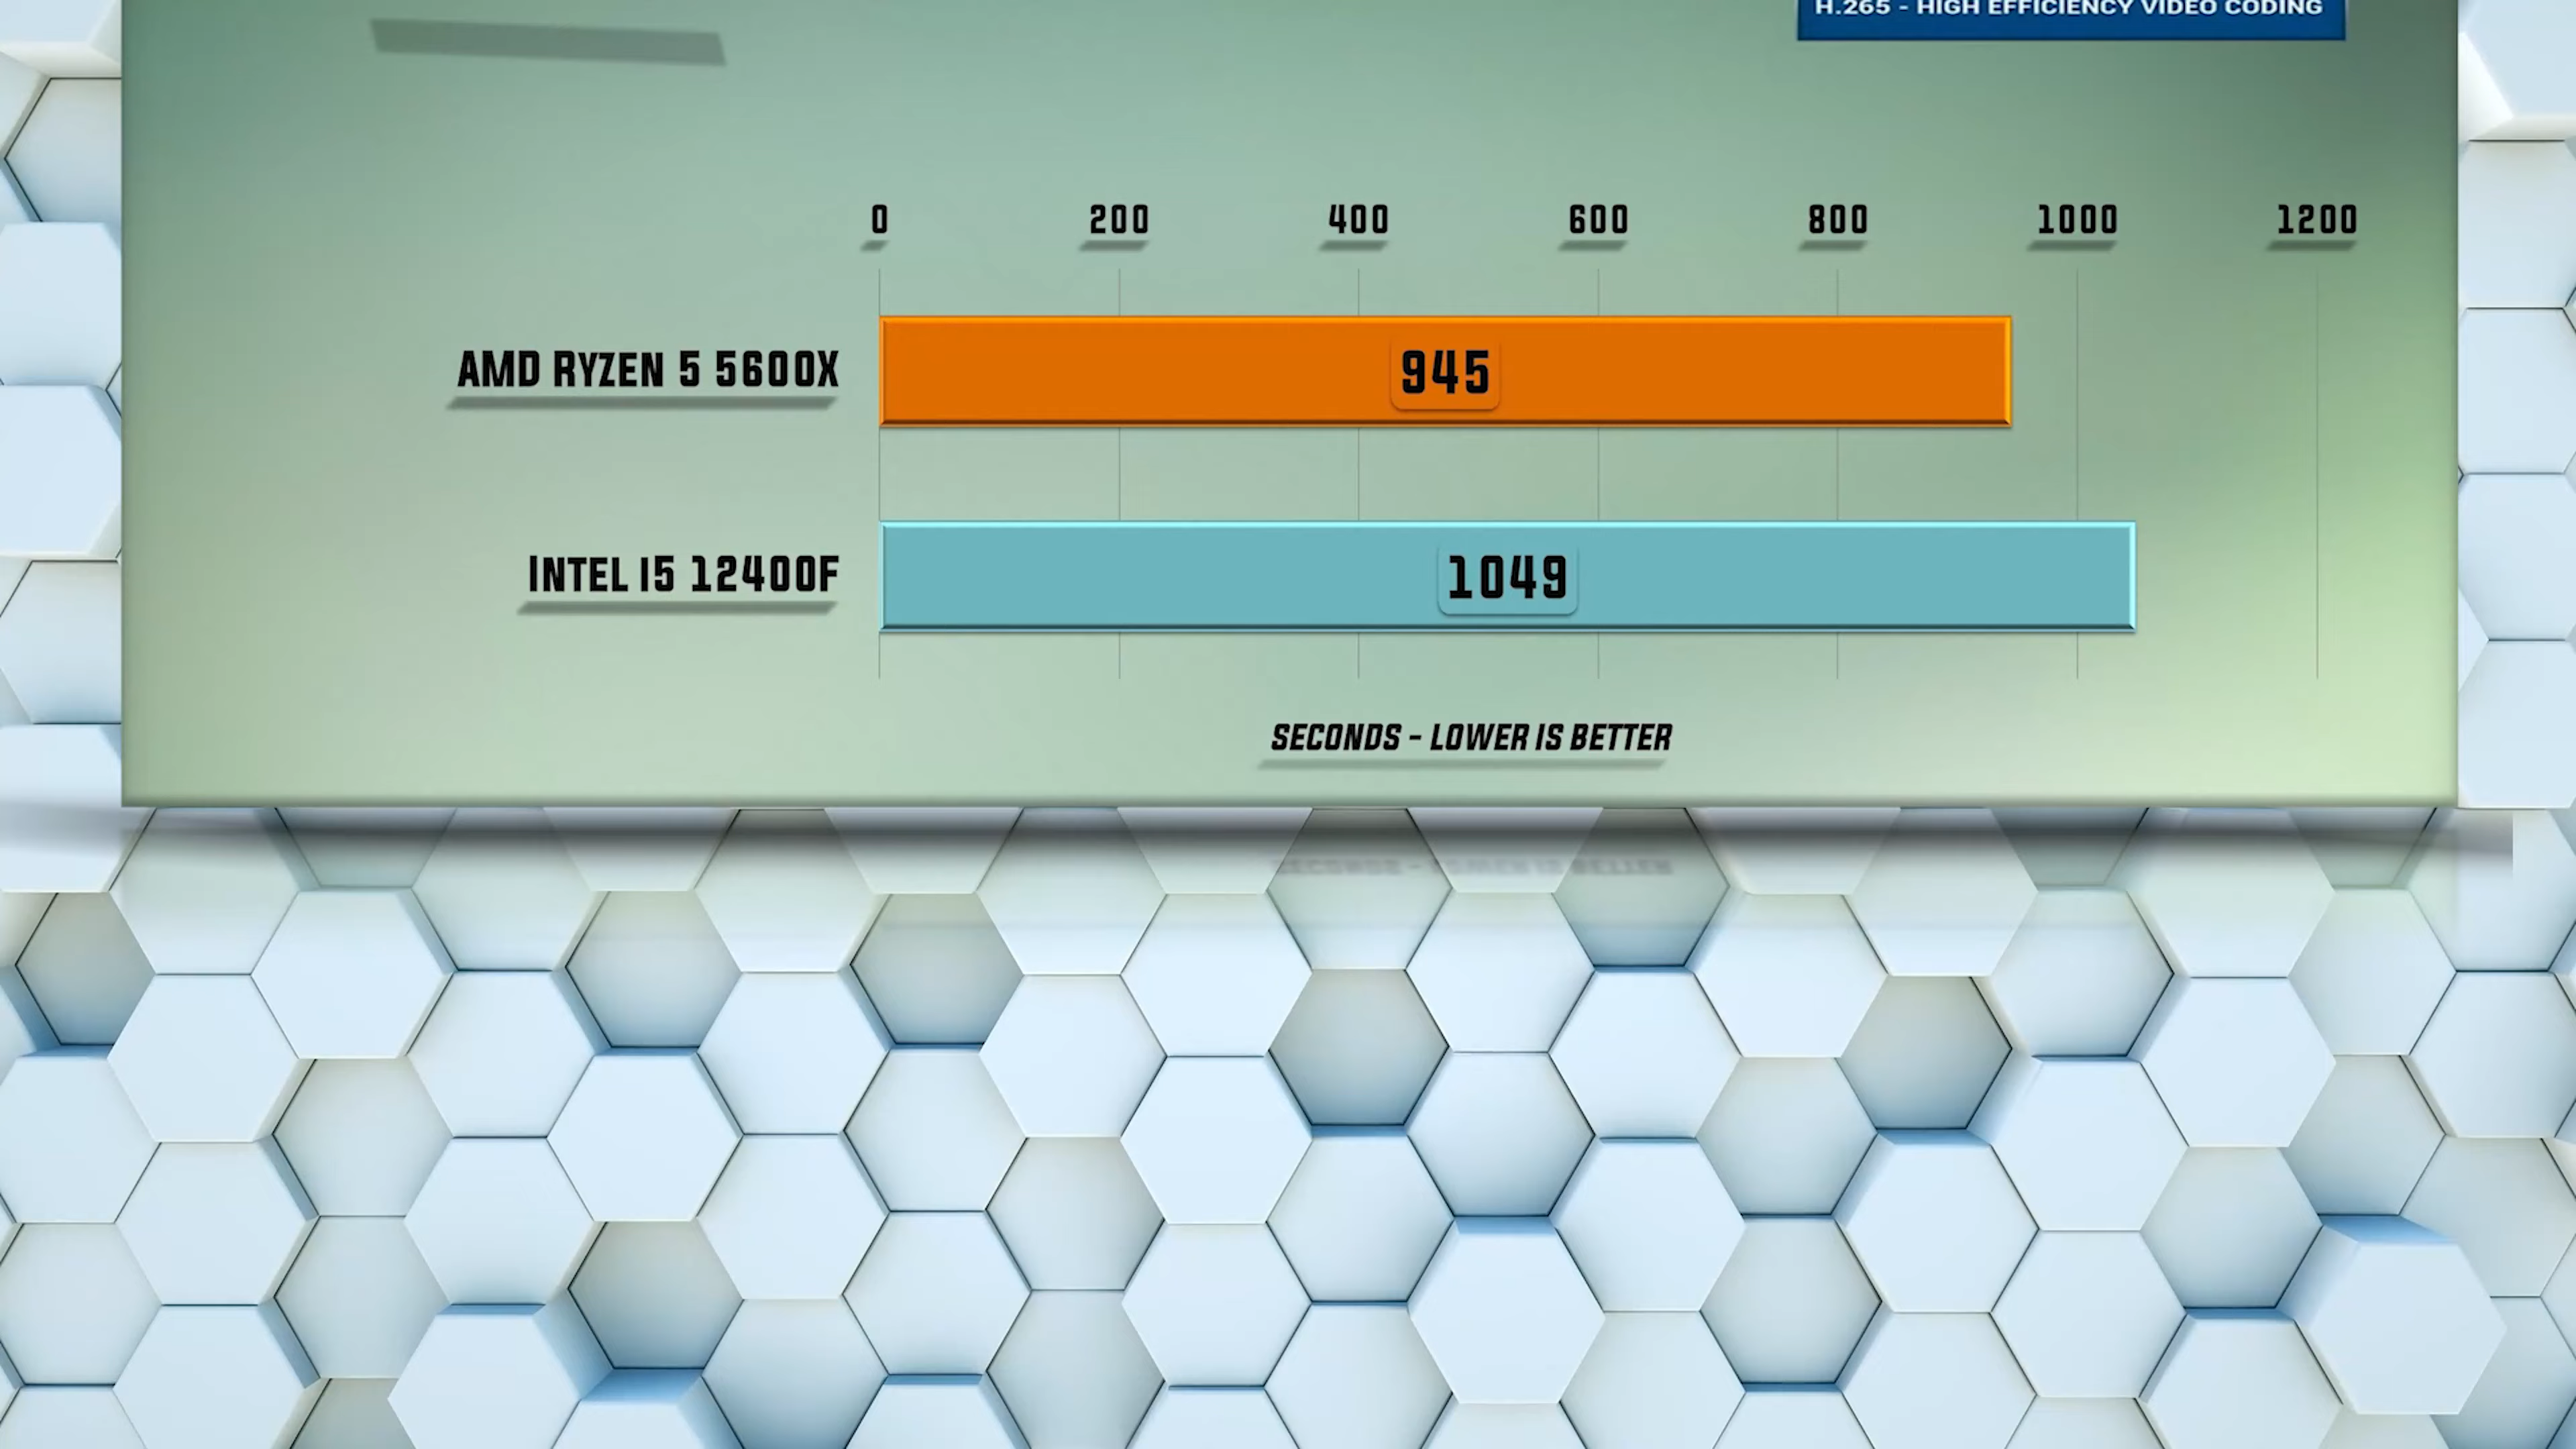 H.265 - HIGH EFFICIENCY VIDEO CODING
0 200 400 600 800 1000 1200
AMD RYZEN 5 5600X 945
INTEL I5 12400F 1049
SECONDS - LOWER IS BETTER